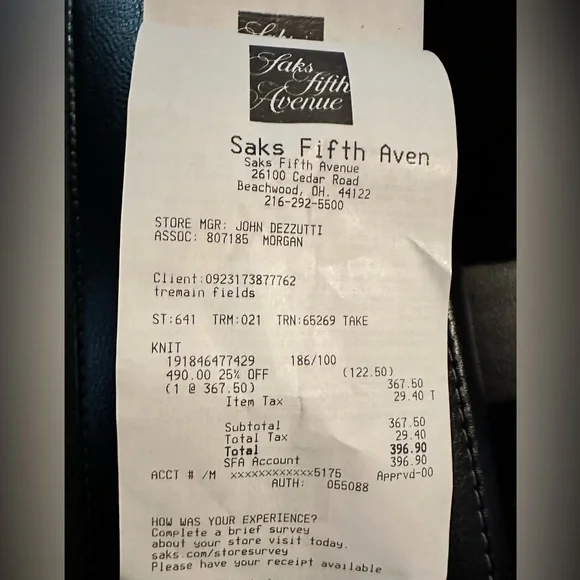 Saks
fifth
Avenue
Saks Fifth Aven
Saks Fifth Avenue
26100 Cedar Road
Beachwood, OH. 44122
216-292-5500
STORE MGR: JOHN DEZZUTTI
ASSOC: 807185 MORGAN
Client:0923173877762
tremain fields
ST:641 TRM:021 TRN:65269 TAKE
KNIT
191846477429 186/100
490.00 25% OFF (122.50)
(1 @ 367.50) 367.50
Item Tax 29.40 T
Subtotal 367.50
Total Tax 29.40
Total 396.90
SFA Account 396.90
ACCT # /M xxxxxxxxxxxx5175 Apprvd-00
AUTH: 055088
HOW WAS YOUR EXPERIENCE?
Complete a brief survey
about your store visit today.
saks.com/storesurvey
Please have your receipt available